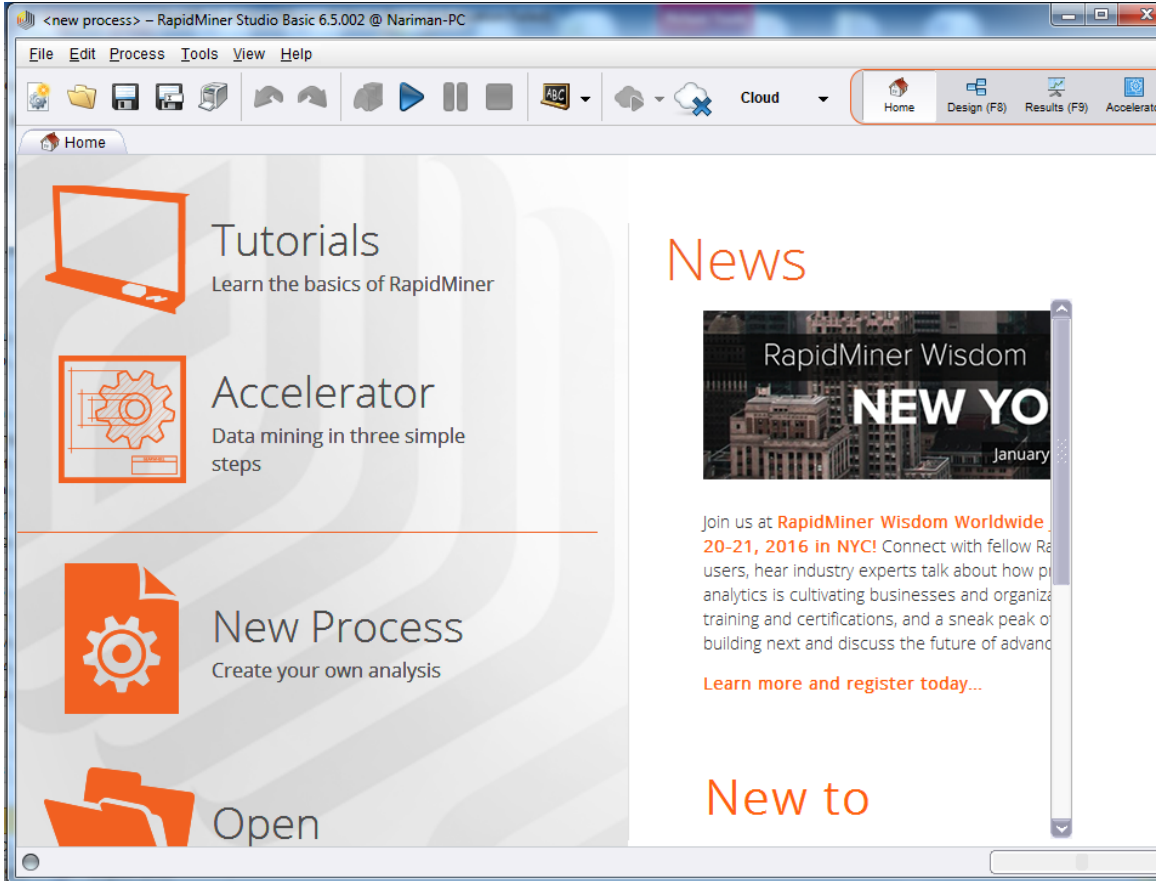 <new process> – RapidMiner Studio Basic 6.5.002 @ Nariman-PC
File Edit Process Tools View Help
ABC
Cloud
Home
Design (F8)
Results (F9)
Accelerato
Home
Tutorials
Learn the basics of RapidMiner
Accelerator
Data mining in three simple
steps
New Process
Create your own analysis
Open
News
RapidMiner Wisdom
NEW YO
January
Join us at RapidMiner Wisdom Worldwide
20-21, 2016 in NYC! Connect with fellow Ra
users, hear industry experts talk about how pr
analytics is cultivating businesses and organiza
training and certifications, and a sneak peak o
building next and discuss the future of advanc
Learn more and register today...
New to